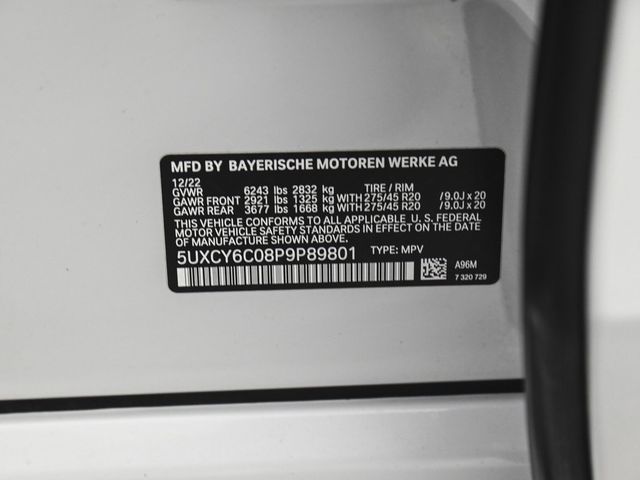 MFD BY BAYERISCHE MOTOREN WERKE AG
12/22
GVWR 6243 lbs 2832 kg TIRE / RIM
GAWR FRONT 2921 lbs 1325 kg WITH 275/45 R20 / 9.0J x 20
GAWR REAR 3677 lbs 1668 kg WITH 275/45 R20 / 9.0J x 20
THIS VEHICLE CONFORMS TO ALL APPLICABLE U. S. FEDERAL
MOTOR VEHICLE SAFETY STANDARDS IN EFFECT ON THE DATE
OF MANUFACTURE SHOWN ABOVE.
5UXCY6C08P9P89801 TYPE: MPV
A96M
7 320 729